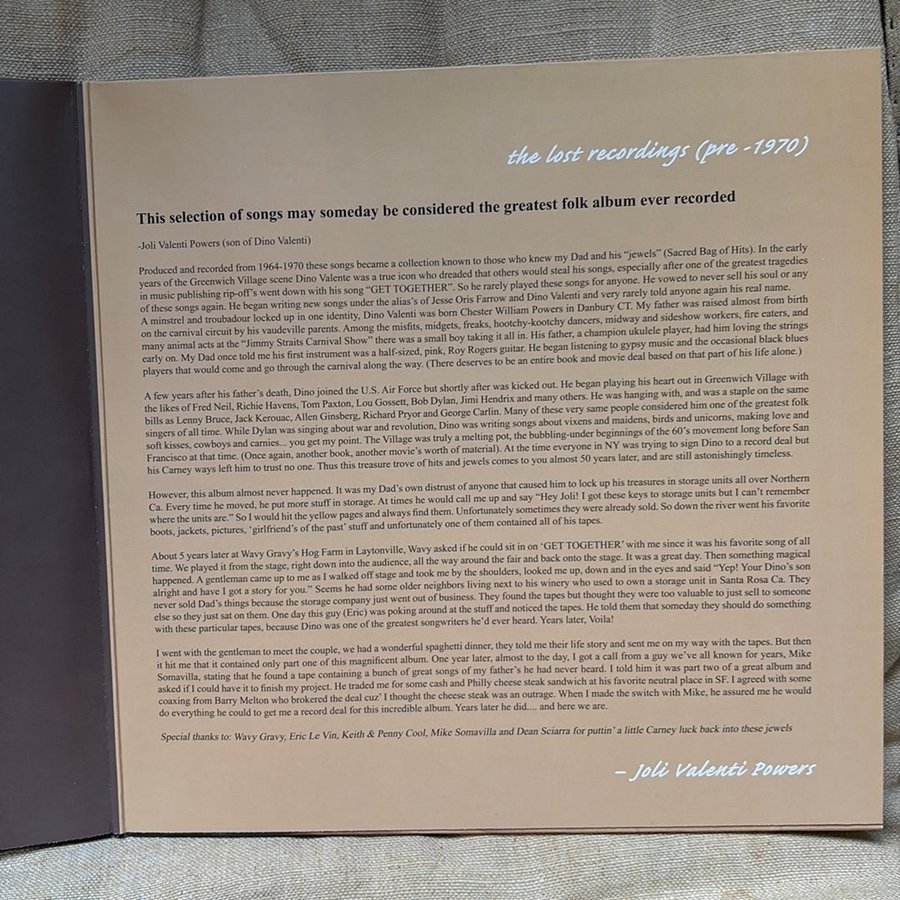 the lost recordings (pre -1970)
This selection of songs may someday be considered the greatest folk album ever recorded
-Joli Valenti Powers (son of Dino Valenti)
Produced and recorded from 1964-1970 these songs became a collection known to those who knew my Dad and his “jewels” (Sacred Bag of Hits). In the early
years of the Greenwich Village scene Dino Valente was a true icon who dreaded that others would steal his songs, especially after one of the greatest tragedies
in music publishing rip-off’s went down with his song “GET TOGETHER”. So he rarely played these songs for anyone. He vowed to never sell his soul or any
of these songs again. He began writing new songs under the alias’s of Jesse Oris Farrow and Dino Valenti and very rarely told anyone again his real name.
A minstrel and troubadour locked up in one identity, Dino Valenti was born Chester William Powers in Danbury CT. My father was raised almost from birth
on the carnival circuit by his vaudeville parents. Among the misfits, midgets, freaks, hootchy-kootchy dancers, midway and sideshow workers, fire eaters, and
many animal acts at the “Jimmy Straits Carnival Show” there was a small boy taking it all in. His father, a champion ukulele player, had him loving the strings
early on. My Dad once told me his first instrument was a half-sized, pink, Roy Rogers guitar. He began listening to gypsy music and the occasional black blues
players that would come and go through the carnival along the way. (There deserves to be an entire book and movie deal based on that part of his life alone.)
A few years after his father’s death, Dino joined the U.S. Air Force but shortly after was kicked out. He began playing his heart out in Greenwich Village with
the likes of Fred Neil, Richie Havens, Tom Paxton, Lou Gossett, Bob Dylan, Jimi Hendrix and many others. He was hanging with, and was a staple on the same
bills as Lenny Bruce, Jack Kerouac, Allen Ginsberg, Richard Pryor and George Carlin. Many of these very same people considered him one of the greatest folk
singers of all time. While Dylan was singing about war and revolution, Dino was writing songs about vixens and maidens, birds and unicorns, making love and
soft kisses, cowboys and carnies... you get my point. The Village was truly a melting pot, the bubbling-under beginnings of the 60’s movement long before San
Francisco at that time. (Once again, another book, another movie’s worth of material). At the time everyone in NY was trying to sign Dino to a record deal but
his Carney ways left him to trust no one. Thus this treasure trove of hits and jewels comes to you almost 50 years later, and are still astonishingly timeless.
However, this album almost never happened. It was my Dad’s own distrust of anyone that caused him to lock up his treasures in storage units all over Northern
Ca. Every time he moved, he put more stuff in storage. At times he would call me up and say “Hey Joli! I got these keys to storage units but I can’t remember
where the units are.” So I would hit the yellow pages and always find them. Unfortunately sometimes they were already sold. So down the river went his favorite
boots, jackets, pictures, ‘girlfriend’s of the past’ stuff and unfortunately one of them contained all of his tapes.
About 5 years later at Wavy Gravy’s Hog Farm in Laytonville, Wavy asked if he could sit in on ‘GET TOGETHER’ with me since it was his favorite song of all
time. We played it from the stage, right down into the audience, all the way around the fair and back onto the stage. It was a great day. Then something magical
happened. A gentleman came up to me as I walked off stage and took me by the shoulders, looked me up, down and in the eyes and said “Yep! Your Dino’s son
alright and have I got a story for you.” Seems he had some older neighbors living next to his winery who used to own a storage unit in Santa Rosa Ca. They
never sold Dad’s things because the storage company just went out of business. They found the tapes but thought they were too valuable to just sell to someone
else so they just sat on them. One day this guy (Eric) was poking around at the stuff and noticed the tapes. He told them that someday they should do something
with these particular tapes, because Dino was one of the greatest songwriters he’d ever heard. Years later, Voila!
I went with the gentleman to meet the couple, we had a wonderful spaghetti dinner, they told me their life story and sent me on my way with the tapes. But then
it hit me that it contained only part one of this magnificent album. One year later, almost to the day, I got a call from a guy we’ve all known for years, Mike
Somavilla, stating that he found a tape containing a bunch of great songs of my father’s he had never heard. I told him it was part two of a great album and
asked if I could have it to finish my project. He traded me for some cash and Philly cheese steak sandwich at his favorite neutral place in SF. I agreed with some
coaxing from Barry Melton who brokered the deal cuz’ I thought the cheese steak was an outrage. When I made the switch with Mike, he assured me he would
do everything he could to get me a record deal for this incredible album. Years later he did.... and here we are.
Special thanks to: Wavy Gravy, Eric Le Vin, Keith & Penny Cool, Mike Somavilla and Dean Sciarra for puttin’ a little Carney luck back into these jewels
– Joli Valenti Powers